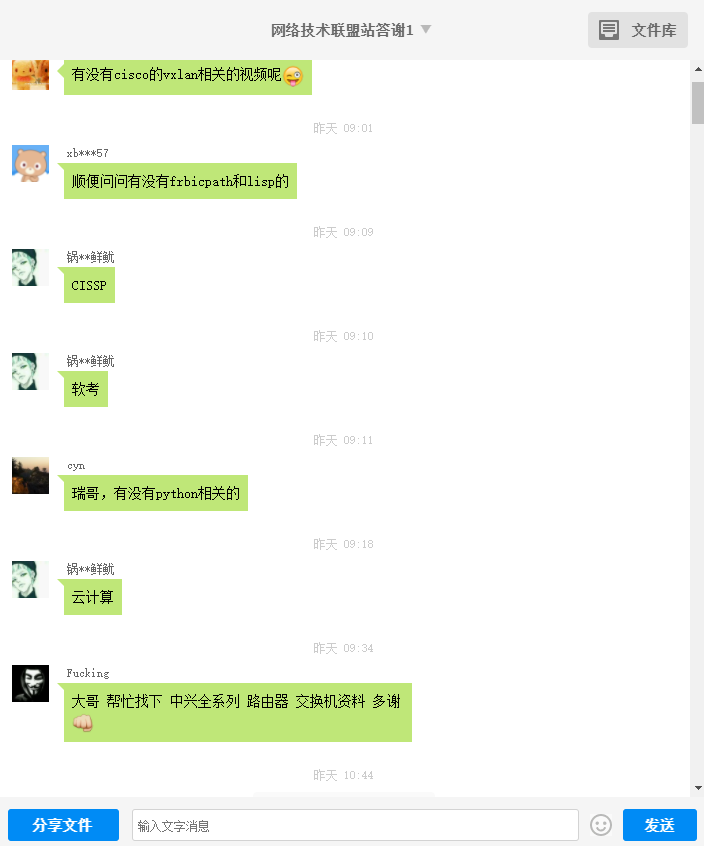 网络技术联盟站答谢1
文件库
有没有cisco的vxlan相关的视频呢
昨天 09:01
xb***57
顺便问问有没有frbicpath和lisp的
昨天 09:09
锅**鲜鱿
CISSP
昨天 09:10
锅**鲜鱿
软考
昨天 09:11
cyn
瑞哥，有没有python相关的
昨天 09:18
锅**鲜鱿
云计算
昨天 09:34
Fucking
大哥 帮忙找下 中兴全系列 路由器 交换机资料 多谢
昨天 10:44
分享文件
输入文字消息
发送